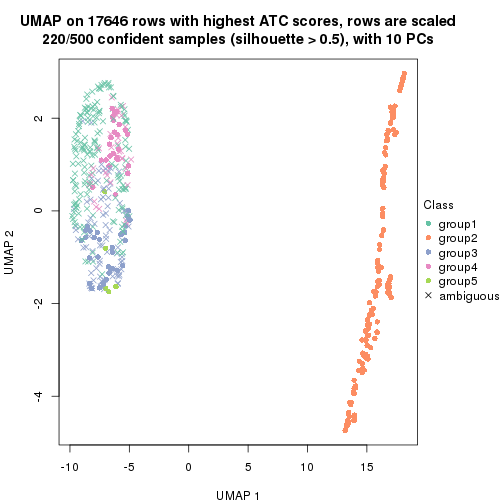 UMAP on 17646 rows with highest ATC scores, rows are scaled
220/500 confident samples (silhouette > 0.5), with 10 PCs
2
0
-2
-4
UMAP 2
-10
-5
0
5
10
15
UMAP 1
Class
group1
group2
group3
group4
group5
ambiguous